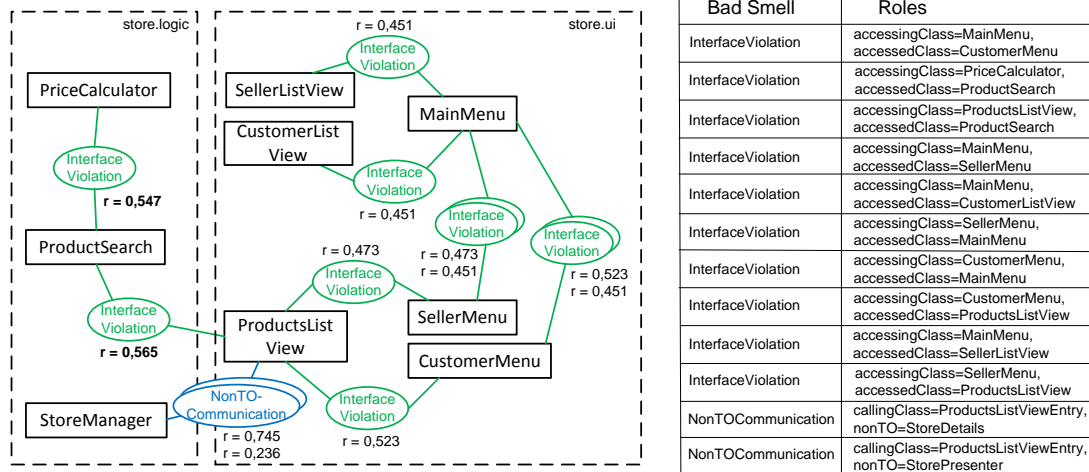 store.logic
store.ui
r = 0,451
Interface
Violation
PriceCalculator
SellerListView
MainMenu
CustomerList
View
Interface
Violation
r = 0,547
Interface
Violation
r = 0,451
Interface
Violation
r = 0,473
r = 0,451
Interface
Violation
r = 0,523
r = 0,451
ProductSearch
r = 0,473
Interface
Violation
Interface
Violation
r = 0,565
ProductsList
View
SellerMenu
CustomerMenu
NonTO-
Communication
r = 0,745
r = 0,236
Interface
Violation
r = 0,523
StoreManager
Bad Smell
Roles
InterfaceViolation
accessingClass=MainMenu,
accessedClass=CustomerMenu
InterfaceViolation
accessingClass=PriceCalculator,
accessedClass=ProductSearch
InterfaceViolation
accessingClass=ProductsListView,
accessedClass=ProductSearch
InterfaceViolation
accessingClass=MainMenu,
accessedClass=SellerMenu
InterfaceViolation
accessingClass=MainMenu,
accessedClass=CustomerListView
InterfaceViolation
accessingClass=SellerMenu,
accessedClass=MainMenu
InterfaceViolation
accessingClass=CustomerMenu,
accessedClass=MainMenu
InterfaceViolation
accessingClass=CustomerMenu,
accessedClass=ProductsListView
InterfaceViolation
accessingClass=MainMenu,
accessedClass=SellerListView
InterfaceViolation
accessingClass=SellerMenu,
accessedClass=ProductsListView
NonTOCommunication
callingClass=ProductsListViewEntry,
nonTO=StoreDetails
NonTOCommunication
callingClass=ProductsListViewEntry,
nonTO=StorePresenter